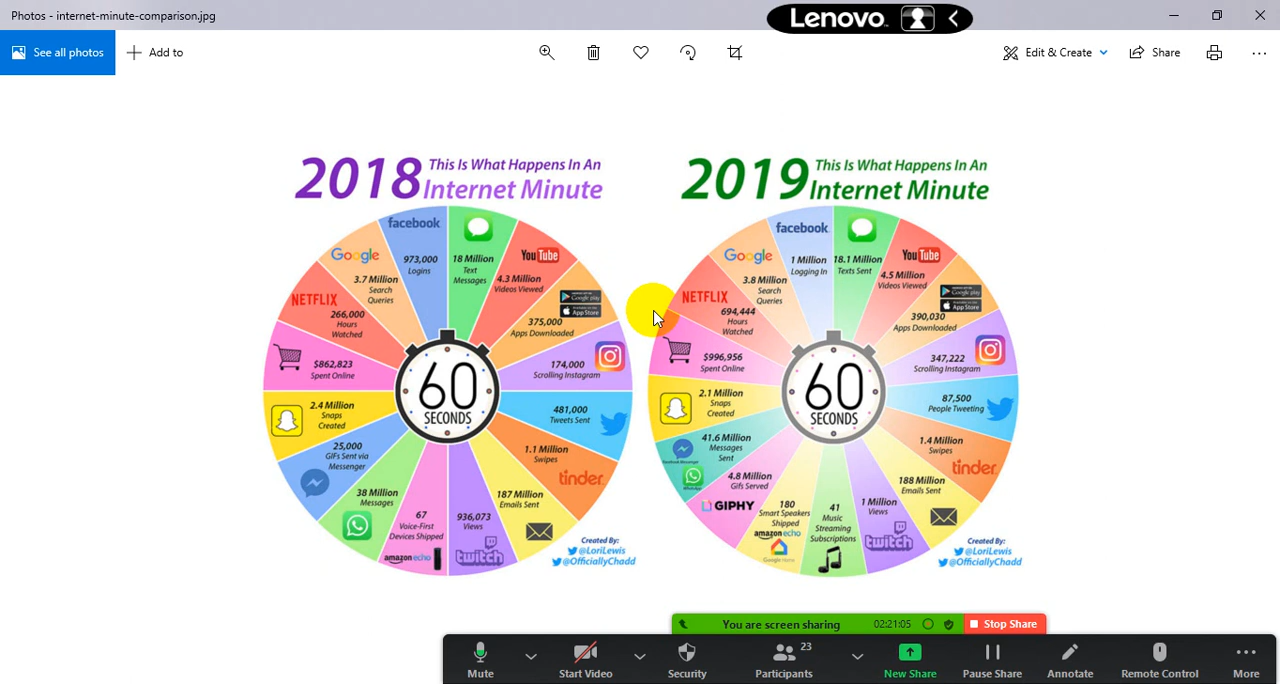 Photos - internet-minute-comparison.jpg
Lenovo
See all photos
Add to
Edit & Create
Share
2018 This Is What Happens In An
Internet Minute
facebook
973,000
Logins
18 Million
Text
Messages
YouTube
4.3 Million
Videos Viewed
Google play
App Store
375,000
Apps Downloaded
174,000
Scrolling Instagram
481,000
Tweets Sent
1.1 Million
Swipes
tinder
187 Million
Emails Sent
936,073
Views
twitch
67
Voice-First
Devices Shipped
amazon echo
38 Million
Messages
25,000
GIFs Sent via
Messenger
2.4 Million
Snaps
Created
$862,823
Spent Online
NETFLIX
266,000
Hours
Watched
Google
3.7 Million
Search
Queries
60
SECONDS
Created By:
@LoriLewis
@OfficiallyChadd
2019 This Is What Happens In An
Internet Minute
facebook
1 Million
Logging In
18.1 Million
Texts Sent
YouTube
4.5 Million
Videos Viewed
Google play
App Store
390,030
Apps Downloaded
347,222
Scrolling Instagram
87,500
People Tweeting
1.4 Million
Swipes
tinder
188 Million
Emails Sent
1 Million
Views
twitch
41
Music
Streaming
Subscriptions
180
Smart Speakers
Shipped
amazon echo
Google Home
4.8 Million
Gifs Served
GIPHY
41.6 Million
Messages
Sent
2.1 Million
Snaps
Created
$996,956
Spent Online
NETFLIX
694,444
Hours
Watched
Google
3.8 Million
Search
Queries
60
SECONDS
Created By:
@LoriLewis
@OfficiallyChadd
You are screen sharing
02:21:05
Stop Share
Mute
Start Video
Security
Participants
23
New Share
Pause Share
Annotate
Remote Control
More